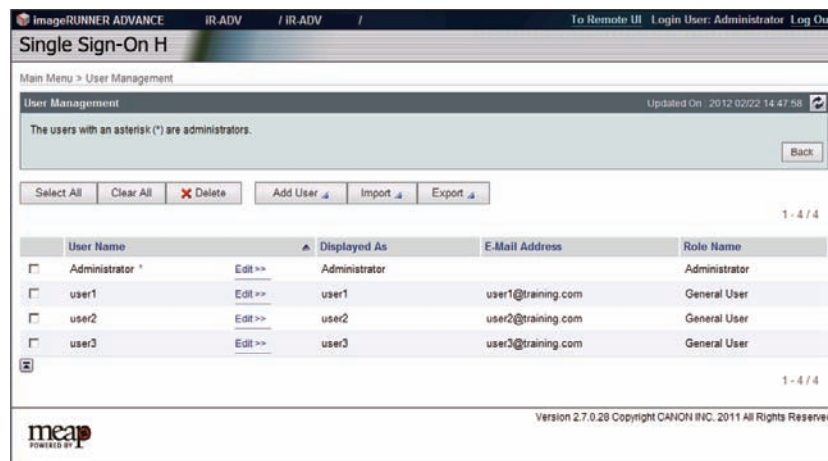 imageRUNNER ADVANCE iR-ADV / iR-ADV / To Remote UI Login User: Administrator Log Ou
Single Sign-On H
Main Menu > User Management
User Management Updated On : 2012 02/22 14:47:58
The users with an asterisk (*) are administrators.
Back
Select All Clear All Delete Add User Import Export
1 - 4 / 4
User Name Displayed As E-Mail Address Role Name
Administrator * Edit>> Administrator Administrator
user1 Edit>> user1 user1@training.com General User
user2 Edit>> user2 user2@training.com General User
user3 Edit>> user3 user3@training.com General User
1 - 4 / 4
Version 2.7.0.28 Copyright CANON INC. 2011 All Rights Reserve
meap
POWERED BY